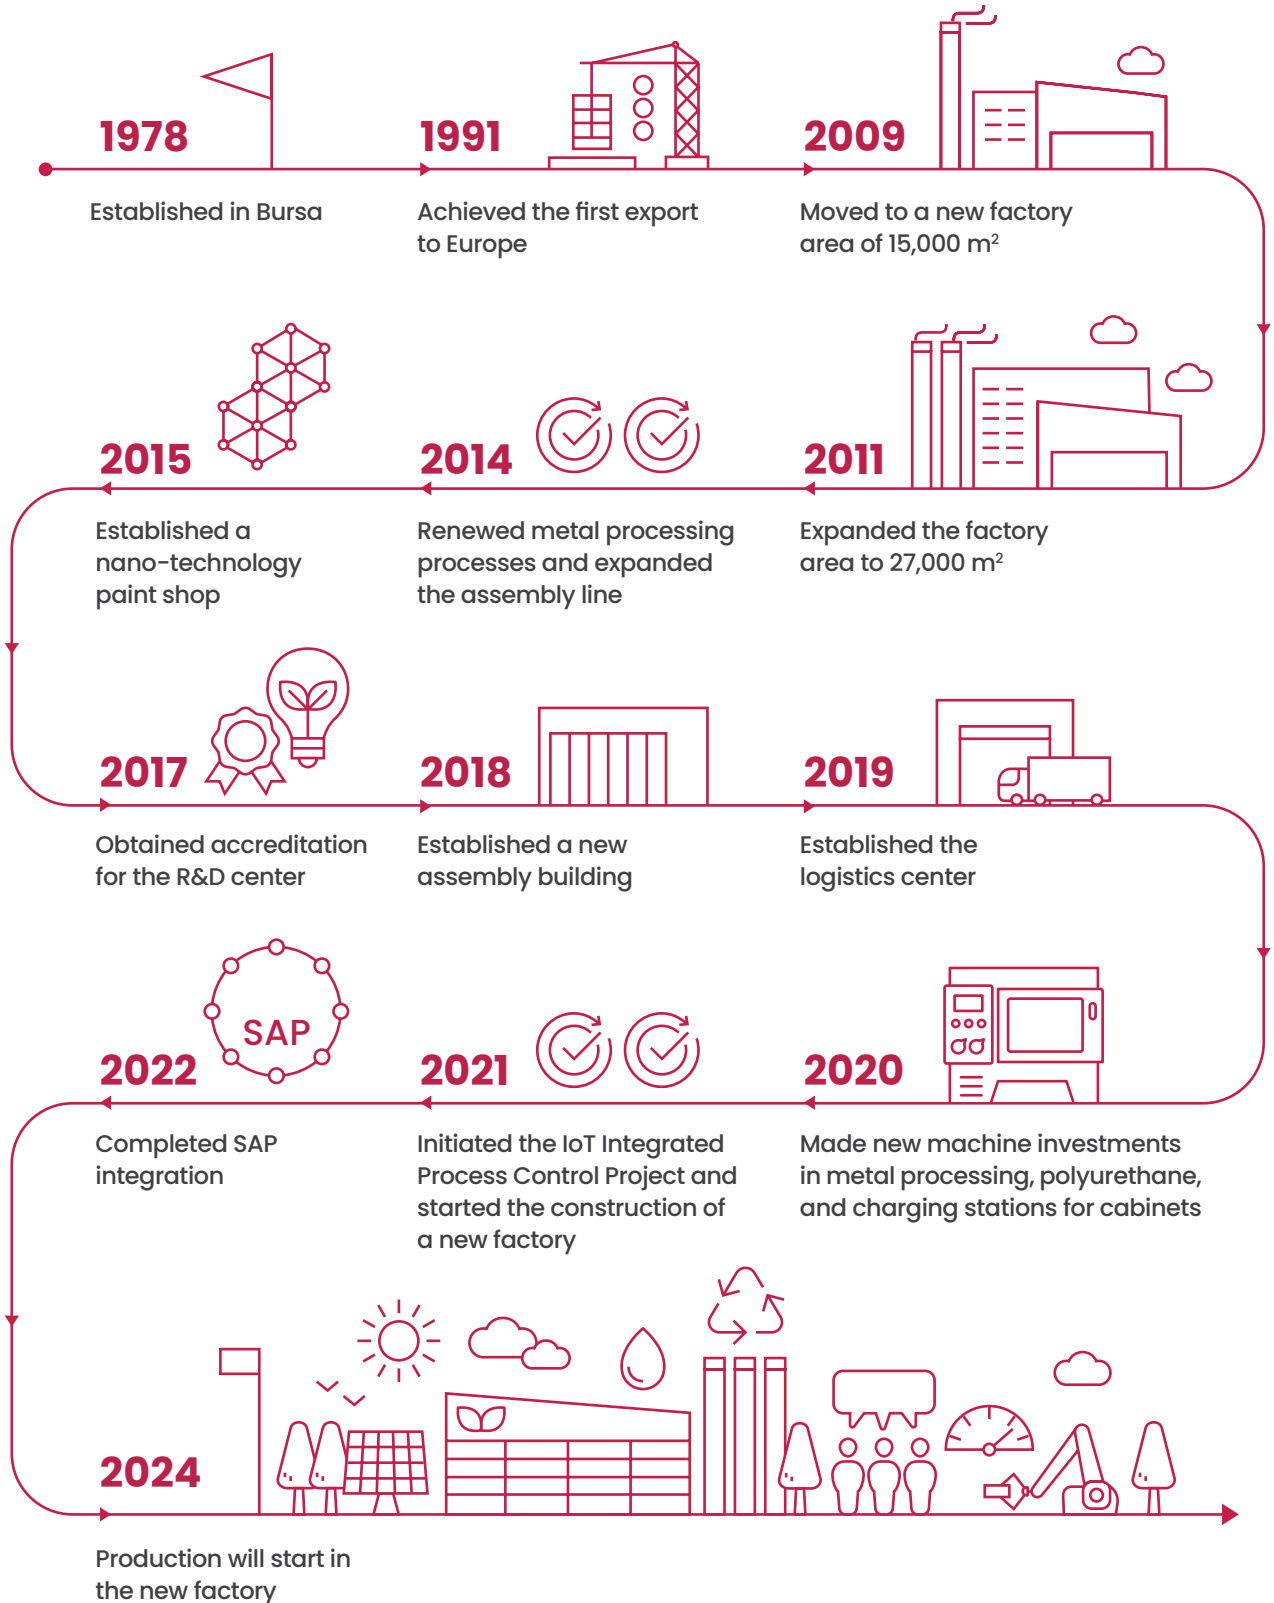 1978
Established in Bursa
1991
Achieved the first export
to Europe
2009
Moved to a new factory
area of 15,000 m²
2011
Expanded the factory
area to 27,000 m²
2014
Renewed metal processing
processes and expanded
the assembly line
2015
Established a
nano-technology
paint shop
2017
Obtained accreditation
for the R&D center
2018
Established a new
assembly building
2019
Established the
logistics center
2020
Made new machine investments
in metal processing, polyurethane,
and charging stations for cabinets
2021
Initiated the IoT Integrated
Process Control Project and
started the construction of
a new factory
SAP
2022
Completed SAP
integration
2024
Production will start in
the new factory